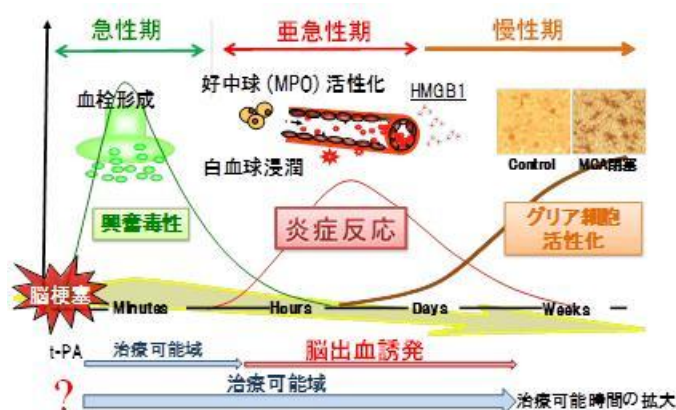 急性期
亜急性期
慢性期
血栓形成
好中球 (MPO) 活性化
HMGB1
白血球浸潤
Control
MCA閉塞
興奮毒性
炎症反応
グリア細胞
活性化
脳梗塞
Minutes
Hours
Days
Weeks
t-PA
治療可能域
脳出血誘発
?
治療可能域
治療可能時間の拡大